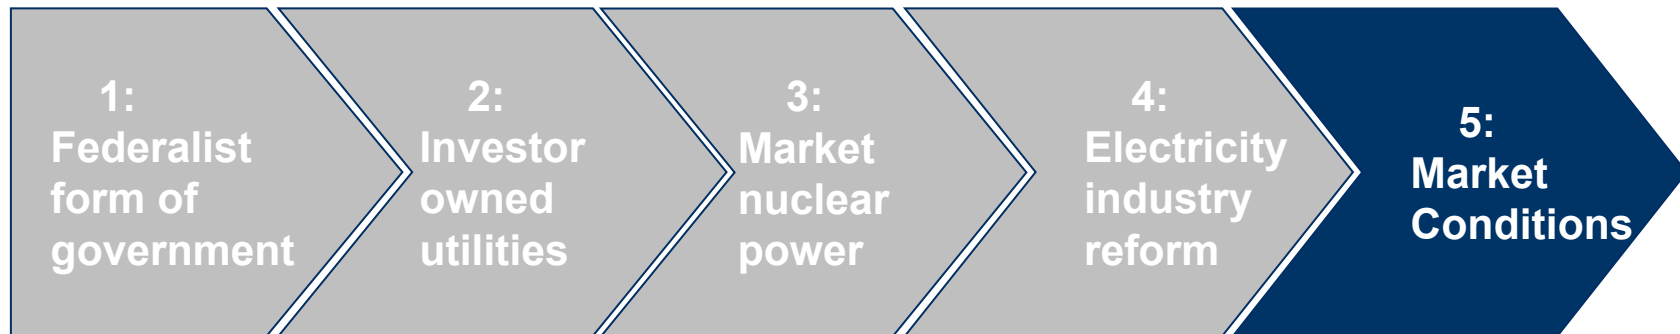 1:
Federalist
form of
government
2:
Investor
owned
utilities
3:
Market
nuclear
power
4:
Electricity
industry
reform
5:
Market
Conditions